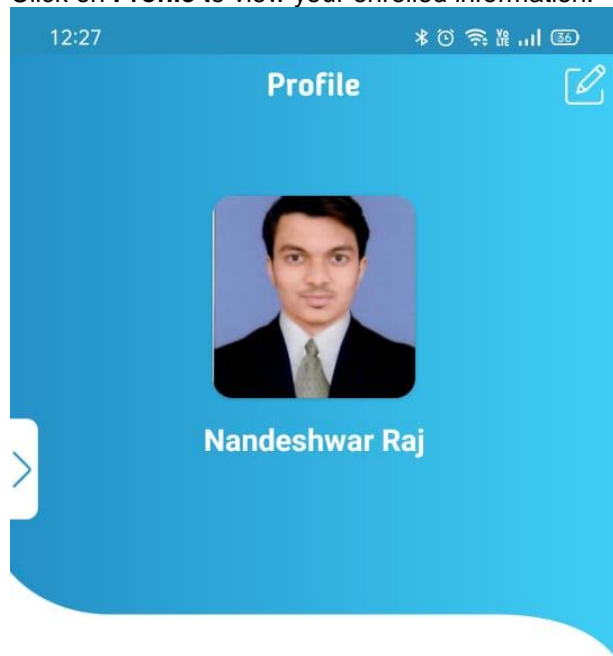 Click on Profile to view your enrolled information.
12:27
36
Profile
Nandeshwar Raj